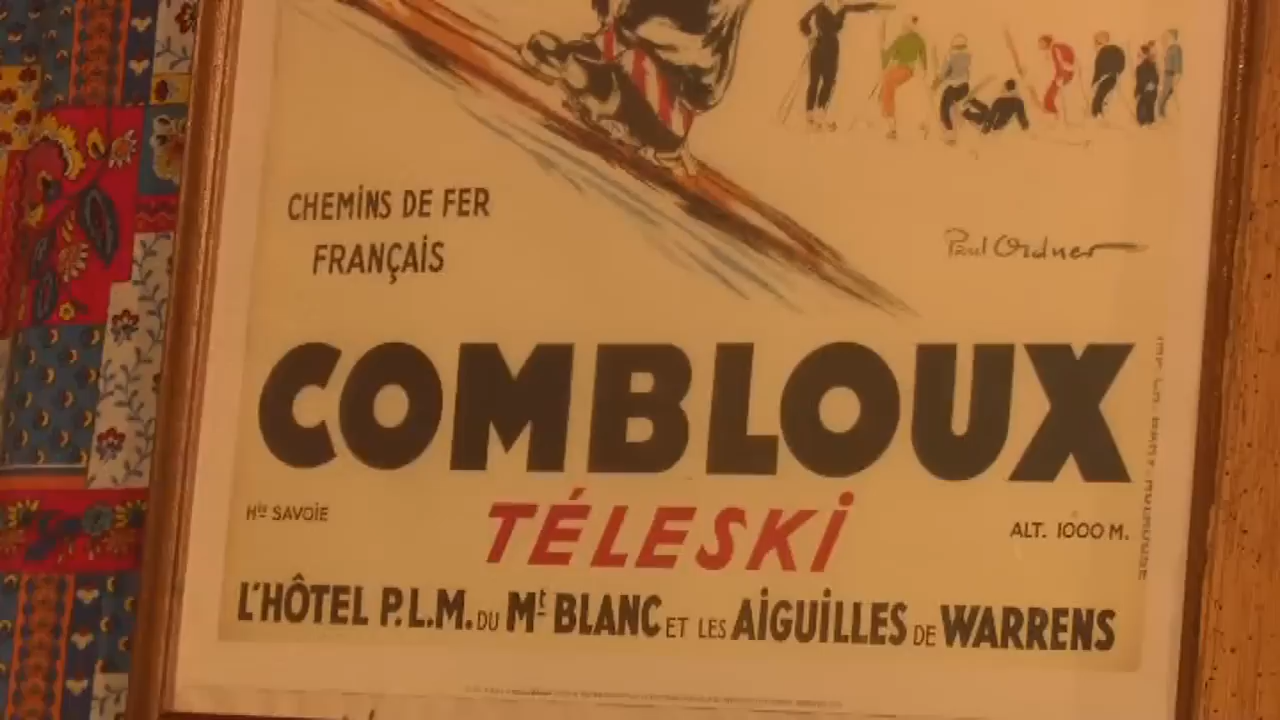 CHEMINS DE FER
FRANÇAIS
Paul Ordner
COMBLOUX
Hte SAVOIE
TÉLESKI
ALT. 1000 M.
L'HÔTEL P.L.M. DU Mt BLANC ET LES AIGUILLES DE WARRENS